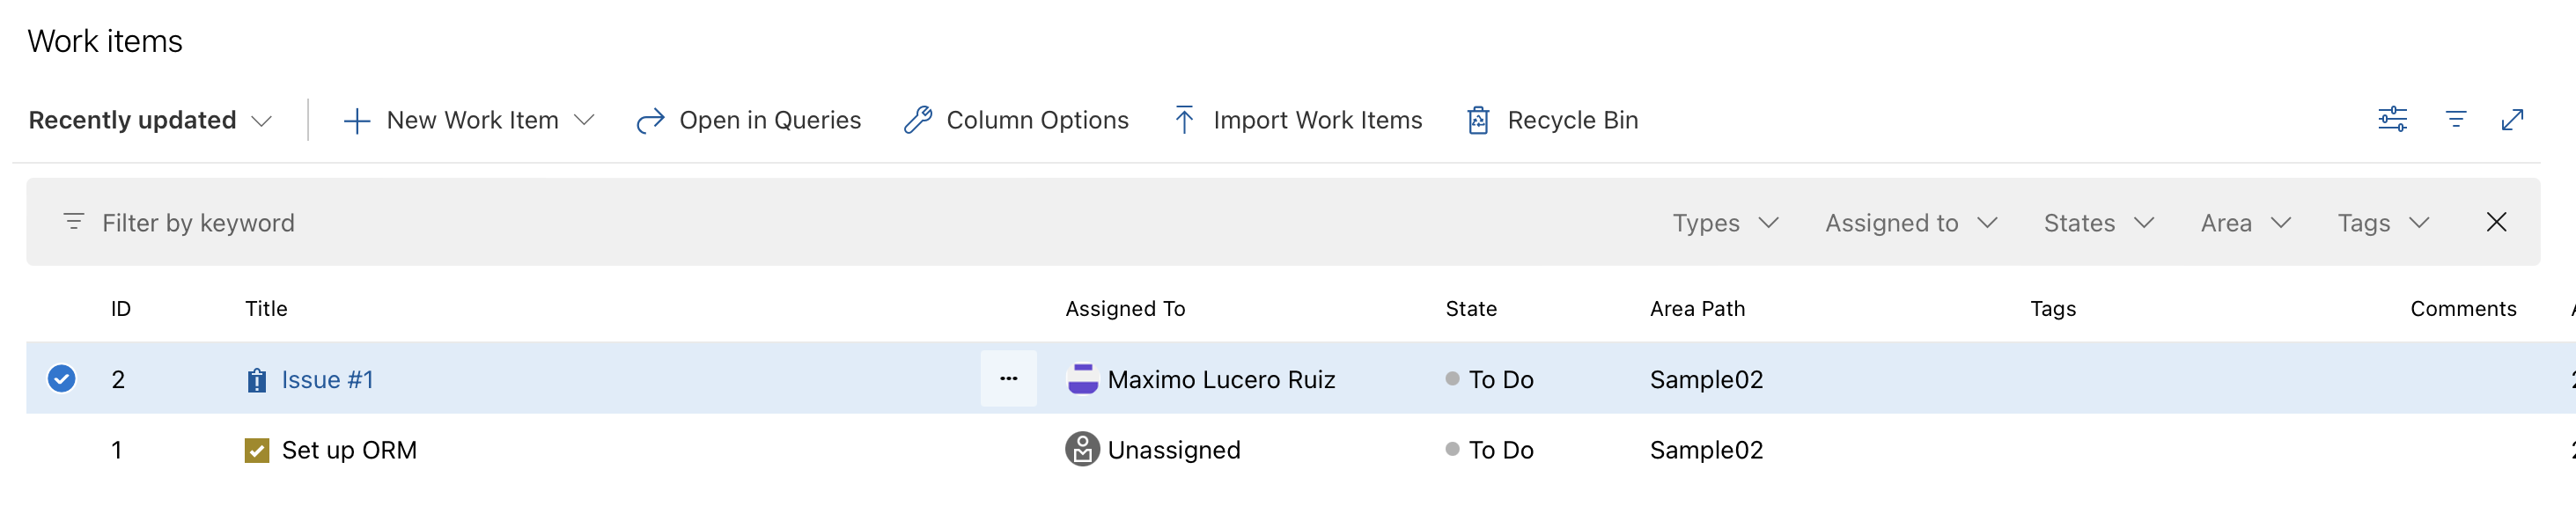 Work items
Recently updated New Work Item Open in Queries Column Options Import Work Items Recycle Bin
Filter by keyword Types Assigned to States Area Tags
ID Title Assigned To State Area Path Tags Comments
2 Issue #1 ... Maximo Lucero Ruiz To Do Sample02
1 Set up ORM Unassigned To Do Sample02